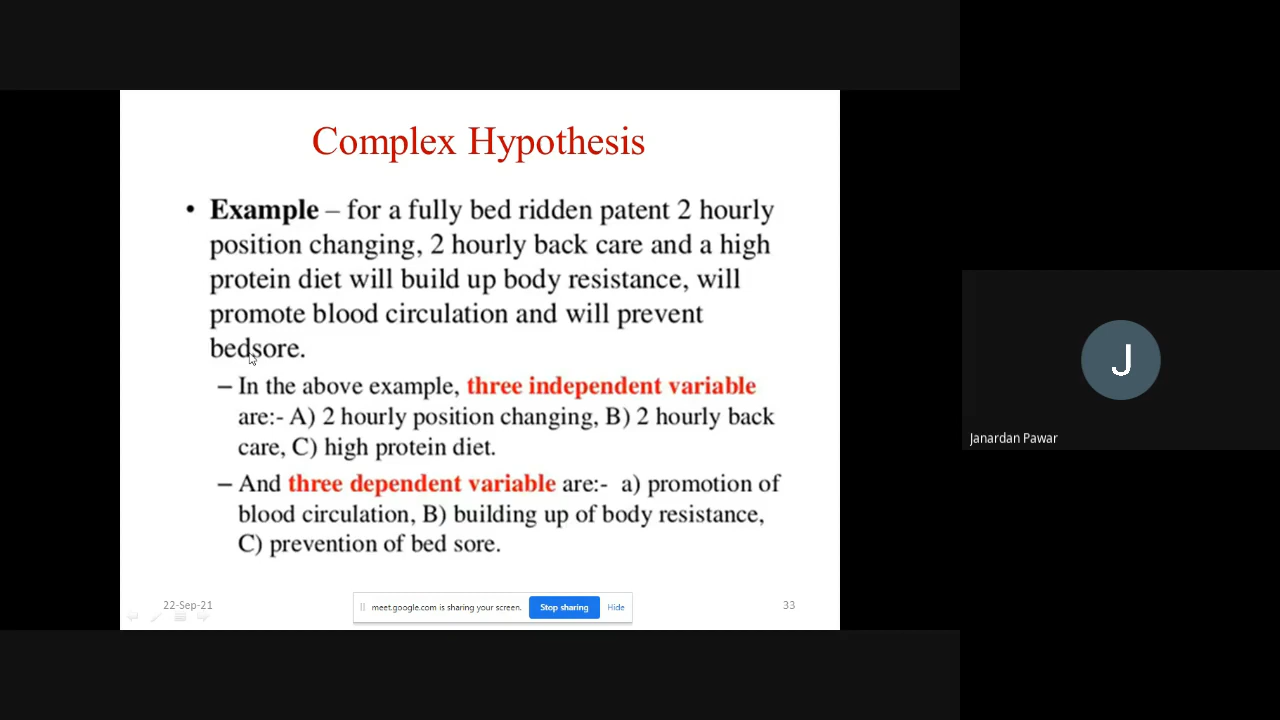 Complex Hypothesis
• Example – for a fully bed ridden patent 2 hourly
position changing, 2 hourly back care and a high
protein diet will build up body resistance, will
promote blood circulation and will prevent
bedsore.
– In the above example, three independent variable
are:- A) 2 hourly position changing, B) 2 hourly back
care, C) high protein diet.
– And three dependent variable are:- a) promotion of
blood circulation, B) building up of body resistance,
C) prevention of bed sore.
22-Sep-21
meet.google.com is sharing your screen.
Stop sharing
Hide
33
J
Janardan Pawar